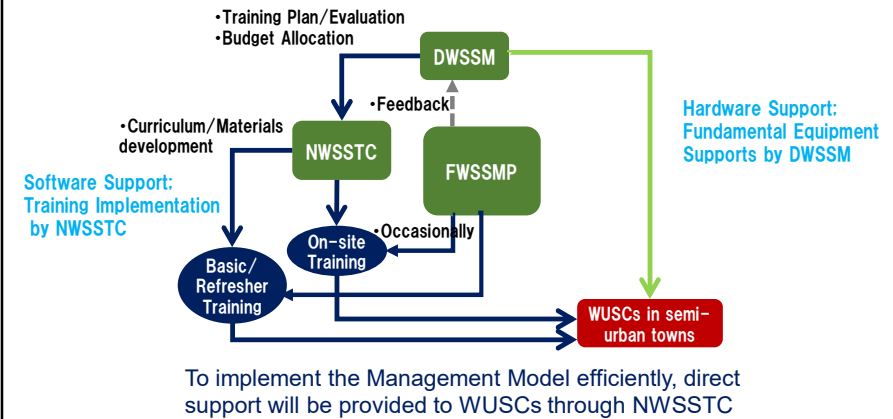 •Training Plan/Evaluation
•Budget Allocation
DWSSM
•Feedback
Hardware Support:
Fundamental Equipment
Supports by DWSSM
•Curriculum/Materials
development
NWSSTC
FWSSMP
Software Support:
Training Implementation
by NWSSTC
•Occasionally
On-site
Training
Basic/
Refresher
Training
WUSCs in semi-
urban towns
To implement the Management Model efficiently, direct
support will be provided to WUSCs through NWSSTC